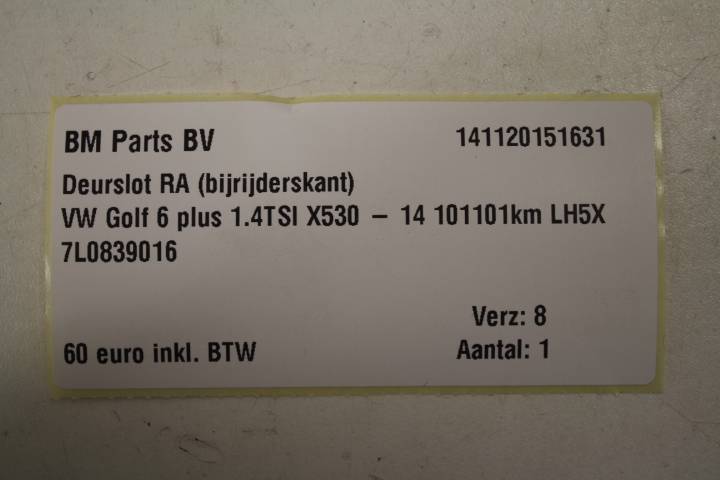 BM Parts BV 141120151631
Deurslot RA (bijrijderskant)
VW Golf 6 plus 1.4TSI X530 – 14 101101km LH5X
7L0839016
Verz: 8
60 euro inkl. BTW Aantal: 1